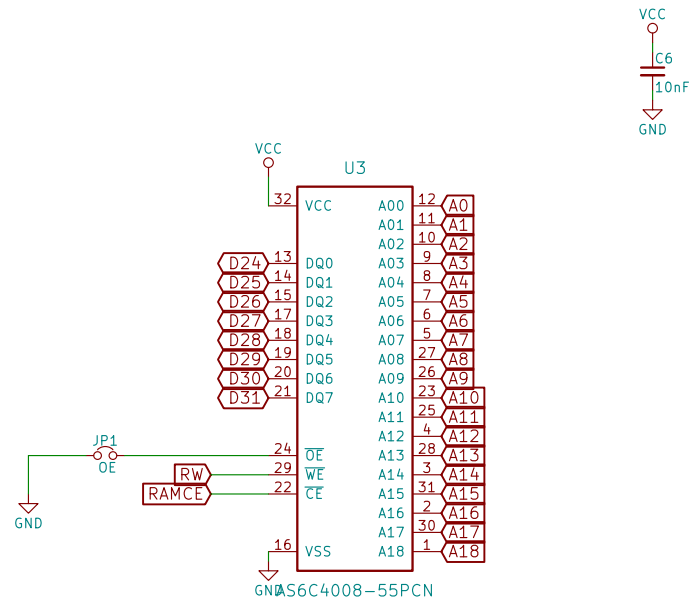 VCC
C6
10nF
GND
VCC
U3
32 VCC A00 12 A0
A01 11 A1
A02 10 A2
D24 13 DQ0 A03 9 A3
D25 14 DQ1 A04 8 A4
D26 15 DQ2 A05 7 A5
D27 17 DQ3 A06 6 A6
D28 18 DQ4 A07 5 A7
D29 19 DQ5 A08 27 A8
D30 20 DQ6 A09 26 A9
D31 21 DQ7 A10 23 A10
A11 25 A11
JP1 A12 4 A12
OE 24 OE A13 28 A13
RW 29 WE A14 3 A14
RAMCE 22 CE A15 31 A15
GND A16 2 A16
A17 30 A17
16 VSS A18 1 A18
GND AS6C4008-55PCN